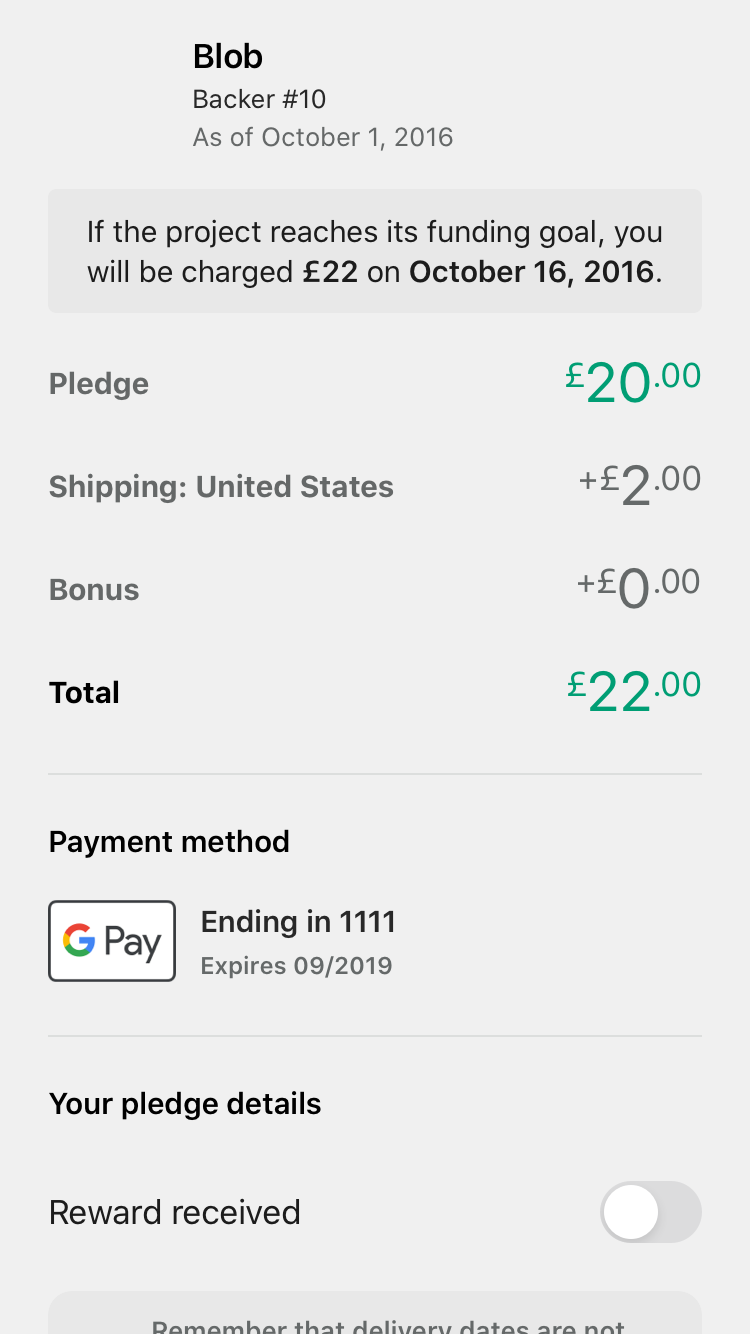 Blob
Backer #10
As of October 1, 2016
If the project reaches its funding goal, you
will be charged £22 on October 16, 2016.
Pledge £20.00
Shipping: United States +£2.00
Bonus +£0.00
Total £22.00
Payment method
G Pay
Ending in 1111
Expires 09/2019
Your pledge details
Reward received
Remember that delivery dates are not